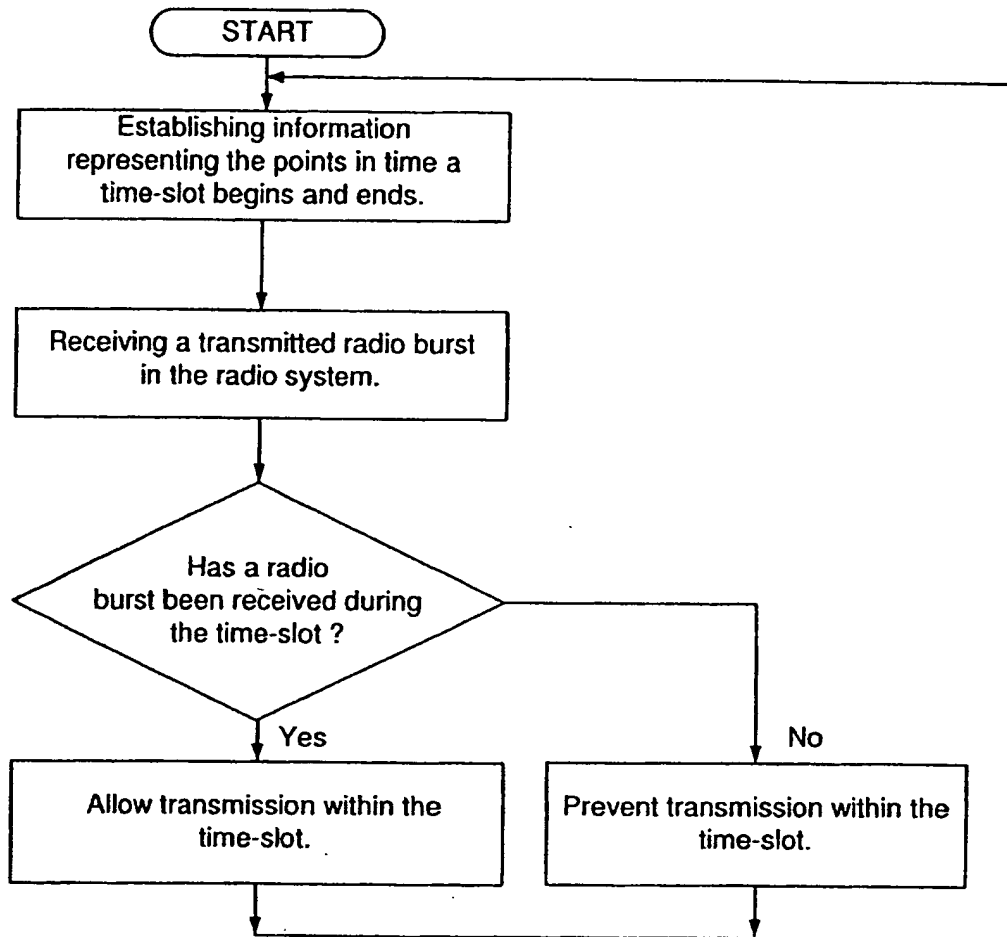 START
Establishing information
representing the points in time a
time-slot begins and ends.
Receiving a transmitted radio burst
in the radio system.
Has a radio
burst been received during
the time-slot ?
Yes
No
Allow transmission within the
time-slot.
Prevent transmission within the
time-slot.